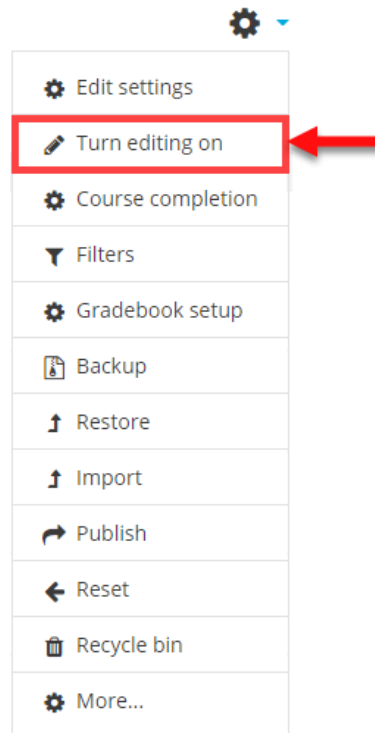 Edit settings
Turn editing on
Course completion
Filters
Gradebook setup
Backup
Restore
Import
Publish
Reset
Recycle bin
More...